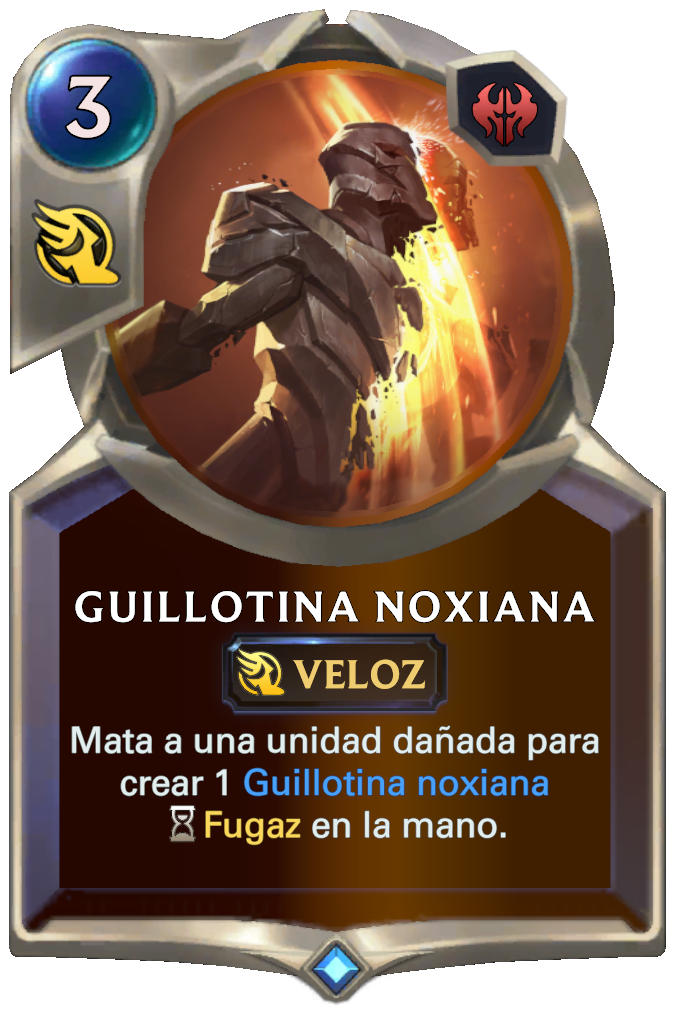 3
GUILLOTINA NOXIANA
VELOZ
Mata a una unidad dañada para
crear 1 Guillotina noxiana
Fugaz en la mano.